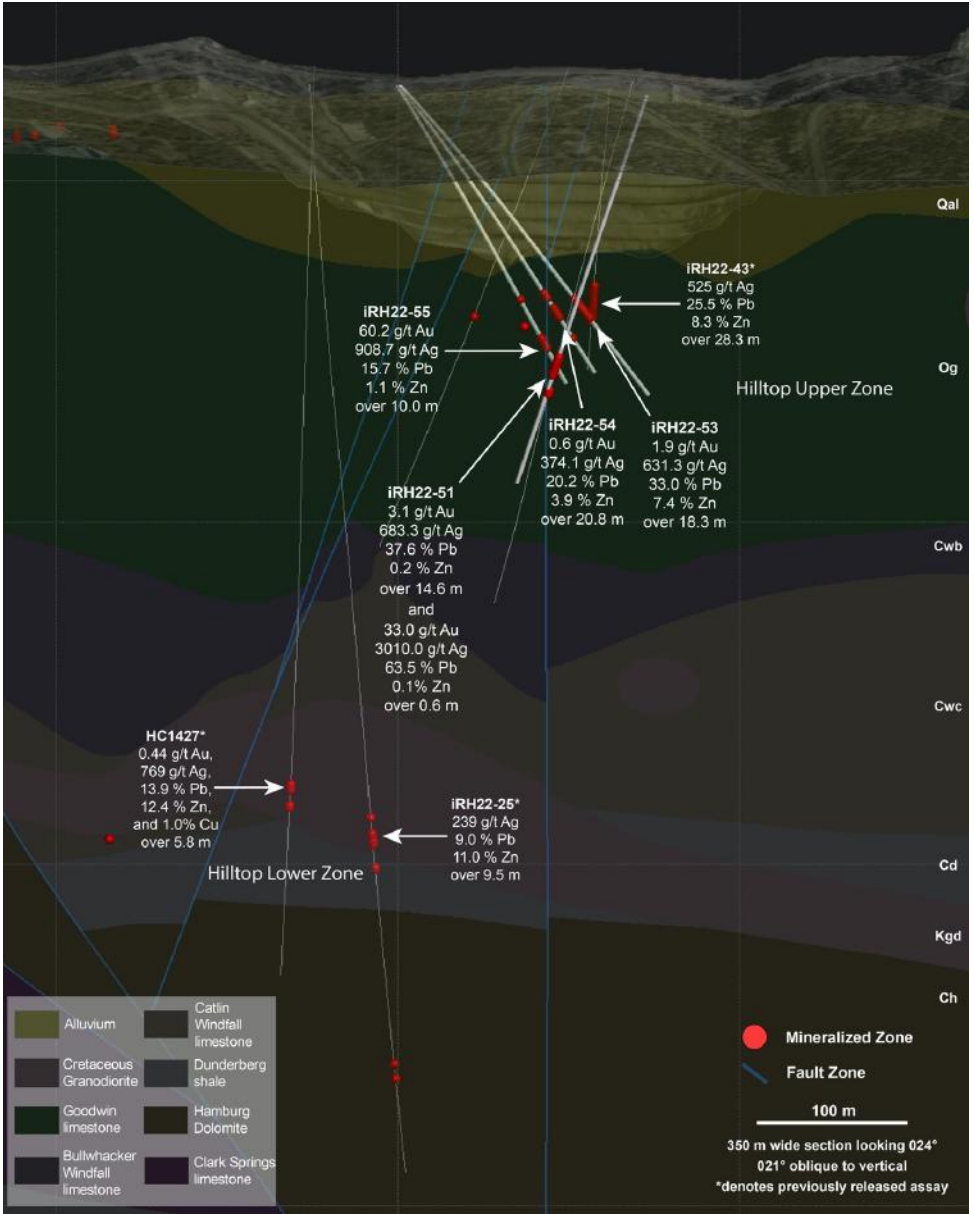 Qal
iRH22-43*
525 g/t Ag
25.5 % Pb
8.3 % Zn
over 28.3 m
iRH22-55
60.2 g/t Au
908.7 g/t Ag
15.7 % Pb
1.1 % Zn
over 10.0 m
Og
Hilltop Upper Zone
iRH22-54
0.6 g/t Au
374.1 g/t Ag
20.2 % Pb
3.9 % Zn
over 20.8 m
iRH22-53
1.9 g/t Au
631.3 g/t Ag
33.0 % Pb
7.4 % Zn
over 18.3 m
iRH22-51
3.1 g/t Au
683.3 g/t Ag
37.6 % Pb
0.2 % Zn
over 14.6 m
and
33.0 g/t Au
3010.0 g/t Ag
63.5 % Pb
0.1% Zn
over 0.6 m
Cwb
Cwc
HC1427*
0.44 g/t Au,
769 g/t Ag,
13.9 % Pb,
12.4 % Zn,
and 1.0% Cu
over 5.8 m
iRH22-25*
239 g/t Ag
9.0 % Pb
11.0 % Zn
over 9.5 m
Hilltop Lower Zone
Cd
Kgd
Ch
Alluvium
Cretaceous
Granodiorite
Goodwin
limestone
Bullwhacker
Windfall
limestone
Catlin
Windfall
limestone
Dunderberg
shale
Hamburg
Dolomite
Clark Springs
limestone
Mineralized Zone
Fault Zone
100 m
350 m wide section looking 024°
021° oblique to vertical
*denotes previously released assay